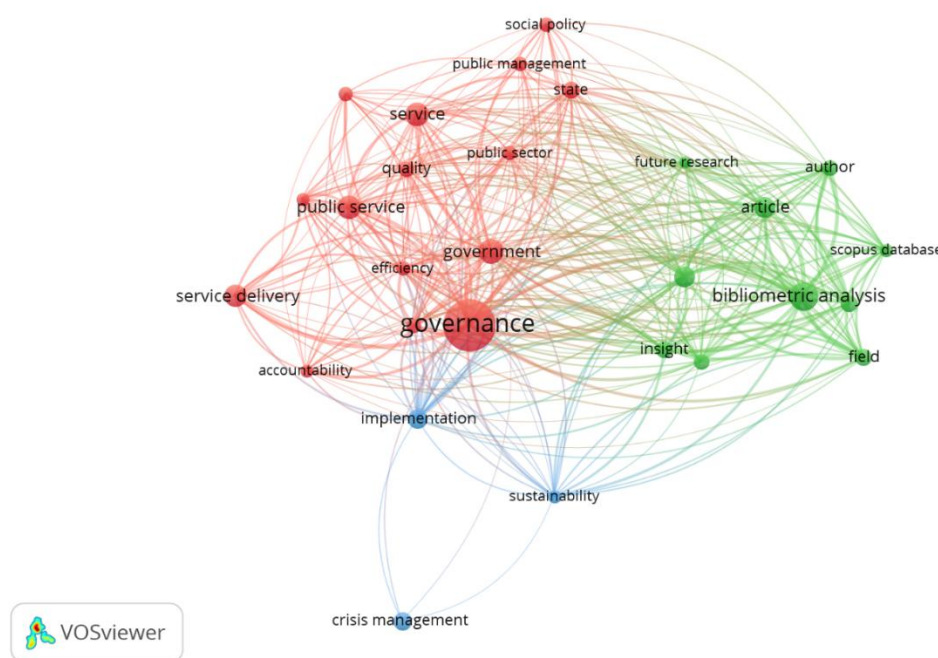 social policy
public management
state
service
public sector
quality
future research
author
public service
article
government
scopus database
efficiency
service delivery
bibliometric analysis
governance
insight
field
accountability
implementation
sustainability
crisis management
VOSviewer